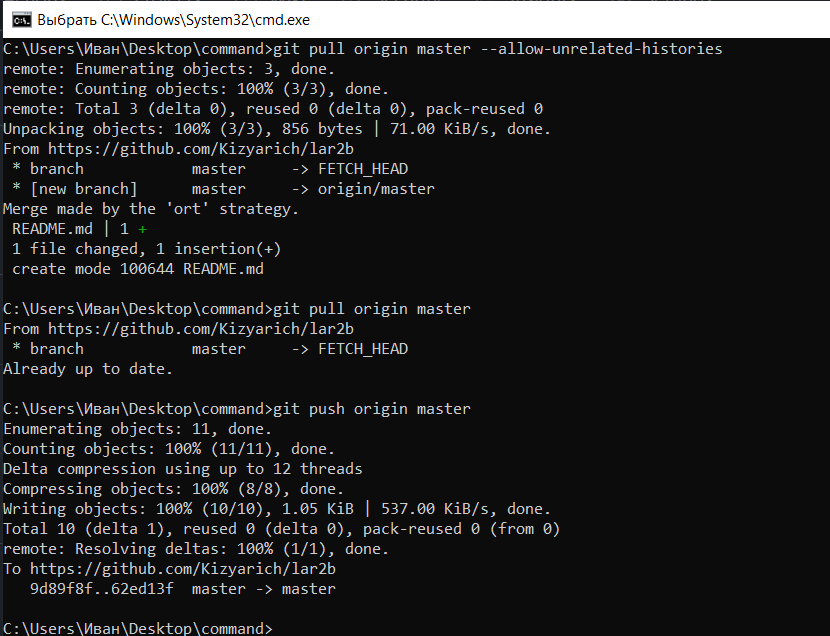 Выбрать C:\Windows\System32\cmd.exe
C:\Users\Иван\Desktop\command>git pull origin master --allow-unrelated-histories
remote: Enumerating objects: 3, done.
remote: Counting objects: 100% (3/3), done.
remote: Total 3 (delta 0), reused 0 (delta 0), pack-reused 0
Unpacking objects: 100% (3/3), 856 bytes | 71.00 KiB/s, done.
From https://github.com/Kizyarich/lar2b
 * branch            master     -> FETCH_HEAD
 * [new branch]      master     -> origin/master
Merge made by the 'ort' strategy.
 README.md | 1 +
 1 file changed, 1 insertion(+)
 create mode 100644 README.md
C:\Users\Иван\Desktop\command>git pull origin master
From https://github.com/Kizyarich/lar2b
 * branch            master     -> FETCH_HEAD
Already up to date.
C:\Users\Иван\Desktop\command>git push origin master
Enumerating objects: 11, done.
Counting objects: 100% (11/11), done.
Delta compression using up to 12 threads
Compressing objects: 100% (8/8), done.
Writing objects: 100% (10/10), 1.05 KiB | 537.00 KiB/s, done.
Total 10 (delta 1), reused 0 (delta 0), pack-reused 0 (from 0)
remote: Resolving deltas: 100% (1/1), done.
To https://github.com/Kizyarich/lar2b
   9d89f8f..62ed13f  master -> master
C:\Users\Иван\Desktop\command>